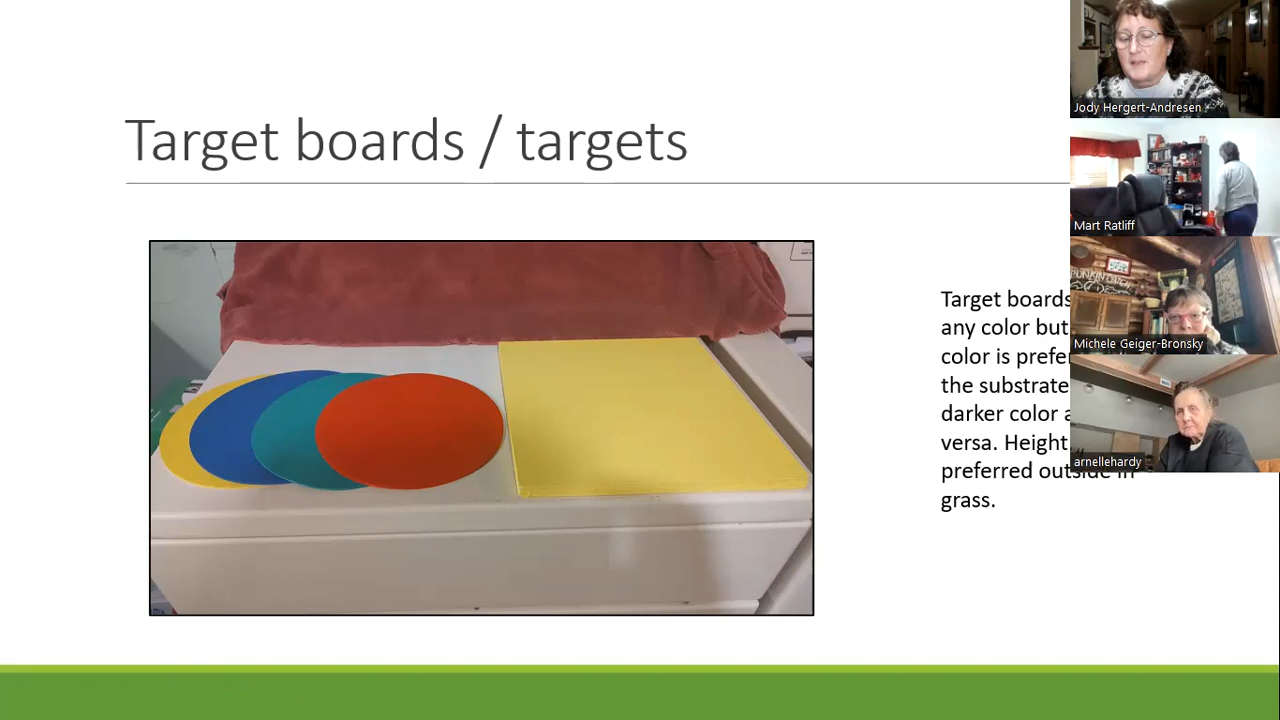 Target boards / targets
Target boards
any color but
color is
the substrate
darker color
versa. Height
preferred outside in
grass.
Jody Hergert-Andresen
Mart Ratliff
Michele Geiger-Bronsky
arnellehardy